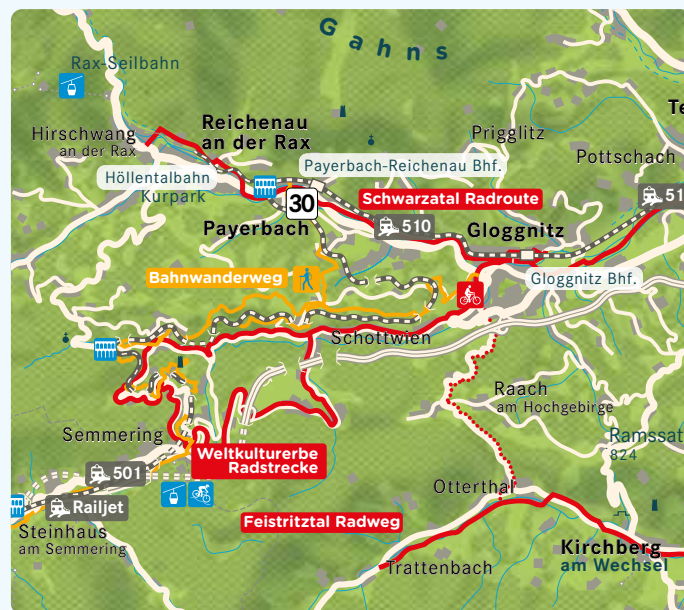 Gahns
Rax-Seilbahn
Te
Reichenau
an der Rax
Hirschwang
an der Rax
Prigglitz
Pottschach
Payerbach-Reichenau Bhf.
Höllentalbahn
Kurpark
Schwarzatal Radroute
51
30
510
Payerbach
Gloggnitz
Bahnwanderweg
Gloggnitz Bhf.
Schottwien
Raach
am Hochgebirge
Semmering
Weltkulturerbe
Radstrecke
Ramssat
824
501
Otterthal
Railjet
Feistritztal Radweg
Steinhaus
am Semmering
Kirchberg
am Wechsel
Trattenbach